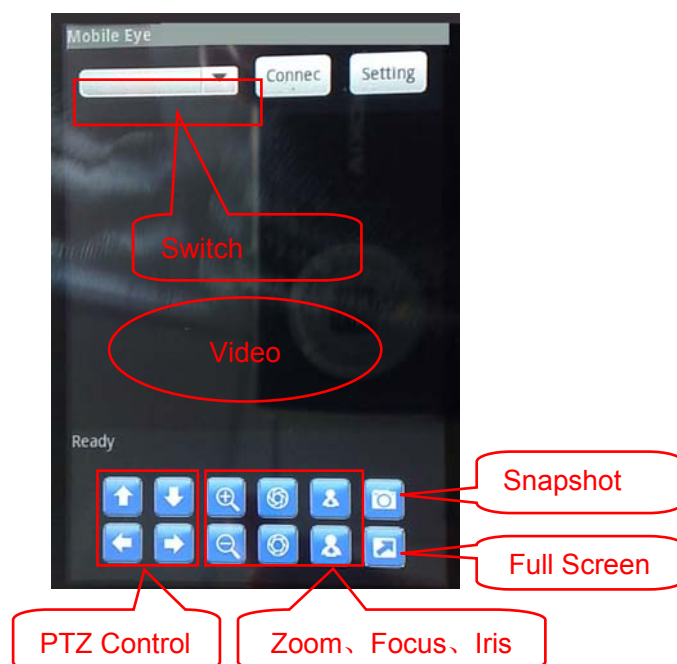 Mobile Eye
Connec
Setting
Switch
Video
Ready
Snapshot
Full Screen
PTZ Control
Zoom、Focus、Iris